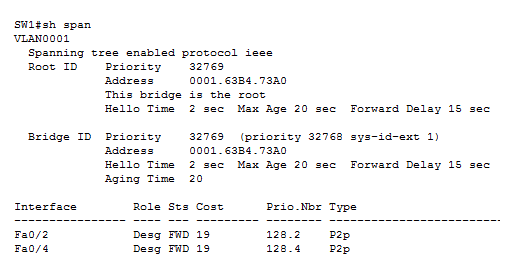 SW1#sh span
VLAN0001
  Spanning tree enabled protocol ieee
  Root ID    Priority    32769
             Address     0001.63B4.73A0
             This bridge is the root
             Hello Time  2 sec  Max Age 20 sec  Forward Delay 15 sec

  Bridge ID  Priority    32769  (priority 32768 sys-id-ext 1)
             Address     0001.63B4.73A0
             Hello Time  2 sec  Max Age 20 sec  Forward Delay 15 sec
             Aging Time  20

Interface        Role Sts Cost      Prio.Nbr Type
---------------- ---- --- --------- -------- --------------------------------
Fa0/2            Desg FWD 19        128.2    P2p
Fa0/4            Desg FWD 19        128.4    P2p